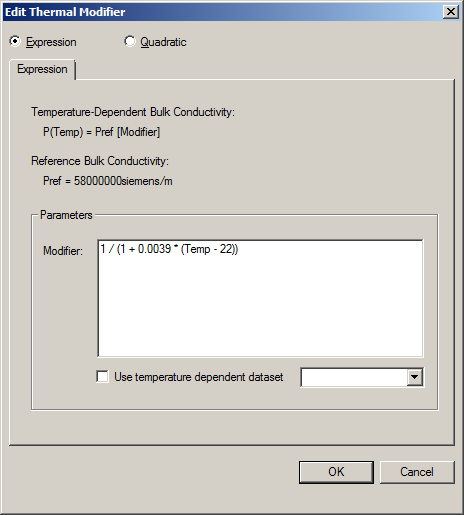 Edit Thermal Modifier
Expression Quadratic
Expression
Temperature-Dependent Bulk Conductivity:
P(Temp) = Pref [Modifier]
Reference Bulk Conductivity:
Pref = 58000000siemens/m
Parameters
Modifier: 1 / (1 + 0.0039 * (Temp - 22))
Use temperature dependent dataset
OK Cancel